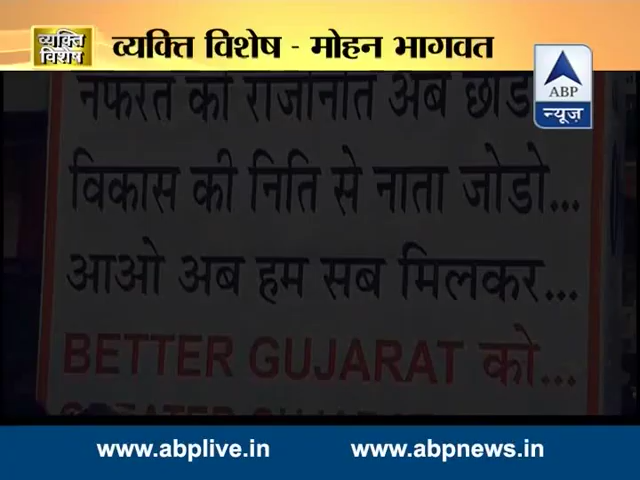 व्यक्ति विशेष
व्यक्ति विशेष - मोहन भागवत
ABP
न्यूज़
नफरत की राजनीति अब छोडो
विकास की निति से नाता जोडो...
आओ अब हम सब मिलकर...
BETTER GUJARAT को...
www.abplive.in www.abpnews.in